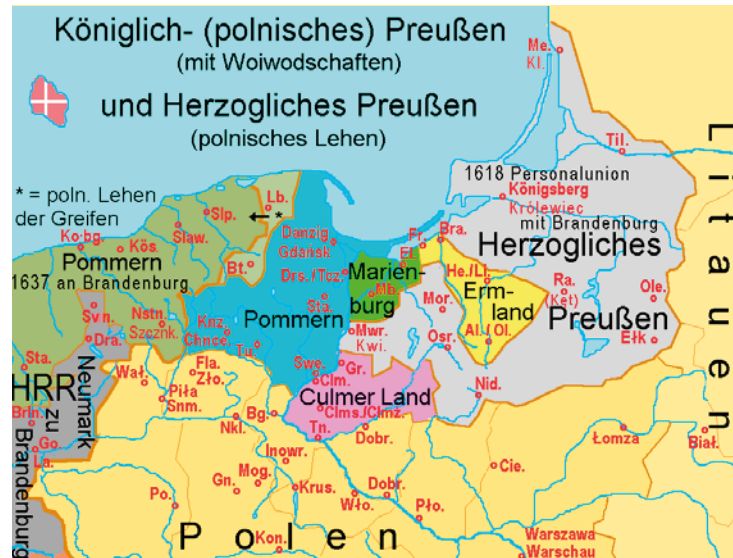 Königlich- (polnisches) Preußen
(mit Woiwodschaften)
und Herzogliches Preußen
(polnisches Lehen)
* = poln. Lehen
der Greifen
Me.
Kl.
Til.
1618 Personalunion
Königsberg
Królewiec
mit Brandenburg
Herzogliches
Preußen
Litauen
Lb.
Slp.
← *
Slaw.
Ko·bg.
Kös.
Pommern
1637 an Brandenburg
Bt.
Danzig
Gdańsk
Drs./Tcz.
Fr.
Bra.
El.
Marien-
burg
Mb.
He./Li.
Erm-
land
Al./Ol.
Ra.
(Kęt)
Ole.
Ełk
Mor.
Osr.
Nid.
Svn.
Nstn.
Szcznk.
Dra.
Knz.
Chnce.
Pommern
Sta.
Tu.
Mwr.
Kwi.
Sta.
HRR
Neumark
zu
Brandenburg
Brln.
Go.
La.
Wał.
Fla.
Zło.
Piła
Snm.
Swe.
Clm.
Gr.
Culmer Land
Clms./Chmż.
Tn.
Dobr.
Nkl.
Bg.
Inowr.
Mog.
Gn.
Krus.
Wło.
Dobr.
Pło.
Po.
Kon.
Cie.
Łomza
Biał.
Polen
Warszawa
Warschau